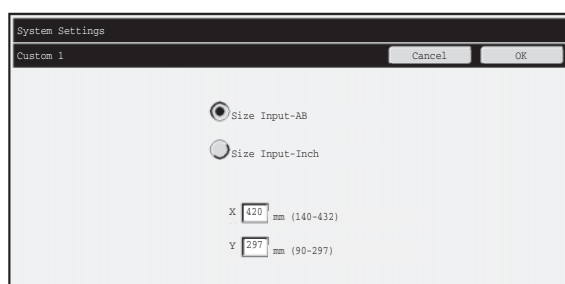 System Settings
Custom 1 Cancel OK
Size Input-AB
Size Input-Inch
X 420 mm (140-432)
Y 297 mm (90-297)